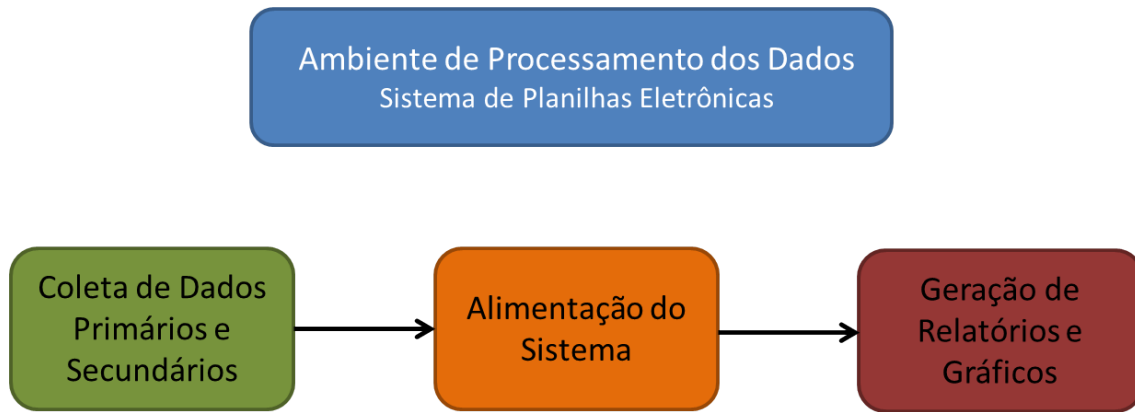 Ambiente de Processamento dos Dados
Sistema de Planilhas Eletrônicas
Coleta de Dados
Primários e
Secundários
Alimentação do
Sistema
Geração de
Relatórios e
Gráficos